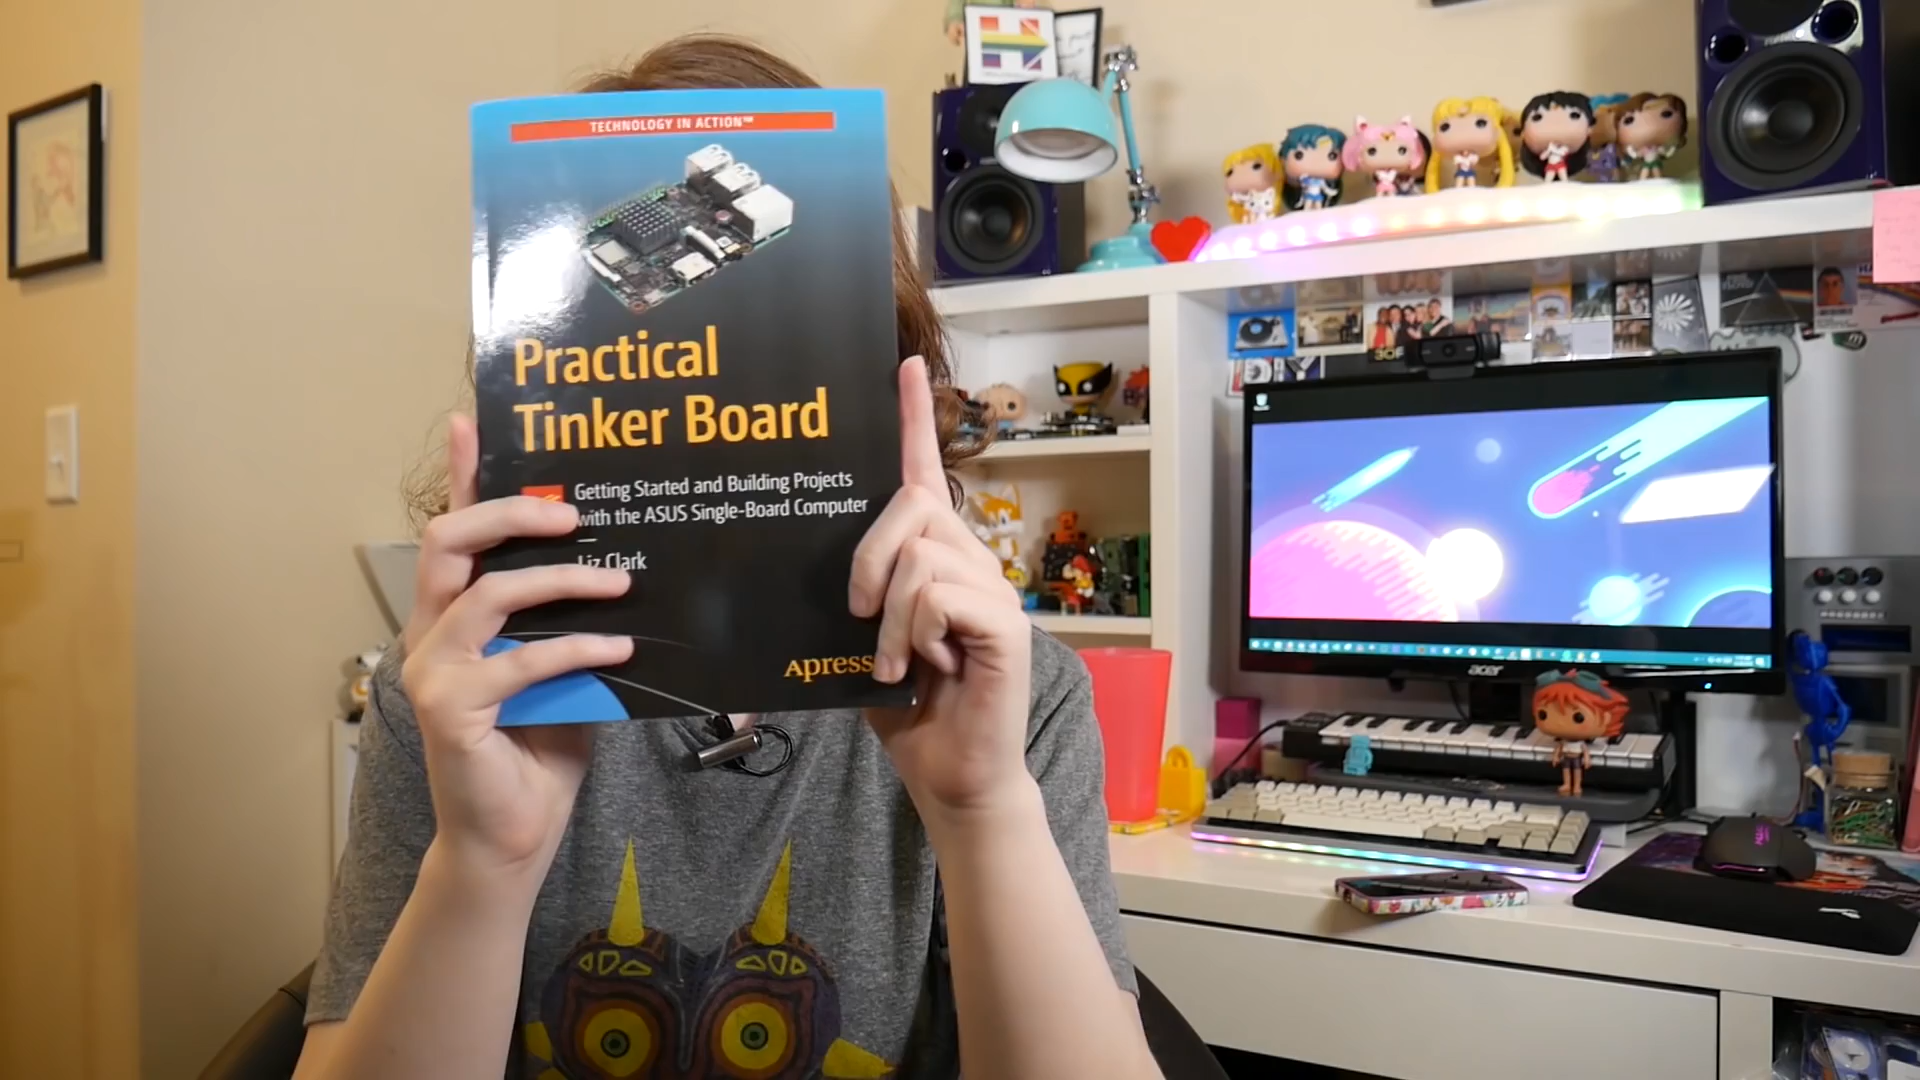 TECHNOLOGY IN ACTION™
Practical
Tinker Board
Getting Started and Building Projects
with the ASUS Single-Board Computer
Liz Clark
Apress
acer